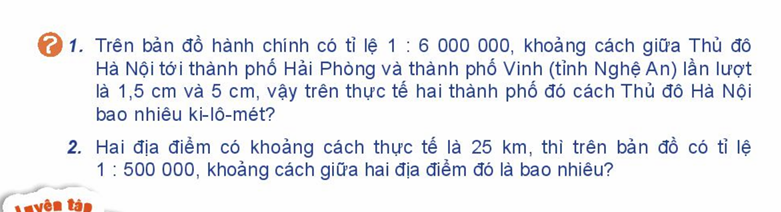 ? 1. Trên bản đồ hành chính có tỉ lệ 1 : 6 000 000, khoảng cách giữa Thủ đô
Hà Nội tới thành phố Hải Phòng và thành phố Vinh (tỉnh Nghệ An) lần lượt
là 1,5 cm và 5 cm, vậy trên thực tế hai thành phố đó cách Thủ đô Hà Nội
bao nhiêu ki-lô-mét?
2. Hai địa điểm có khoảng cách thực tế là 25 km, thì trên bản đồ có tỉ lệ
1 : 500 000, khoảng cách giữa hai địa điểm đó là bao nhiêu?